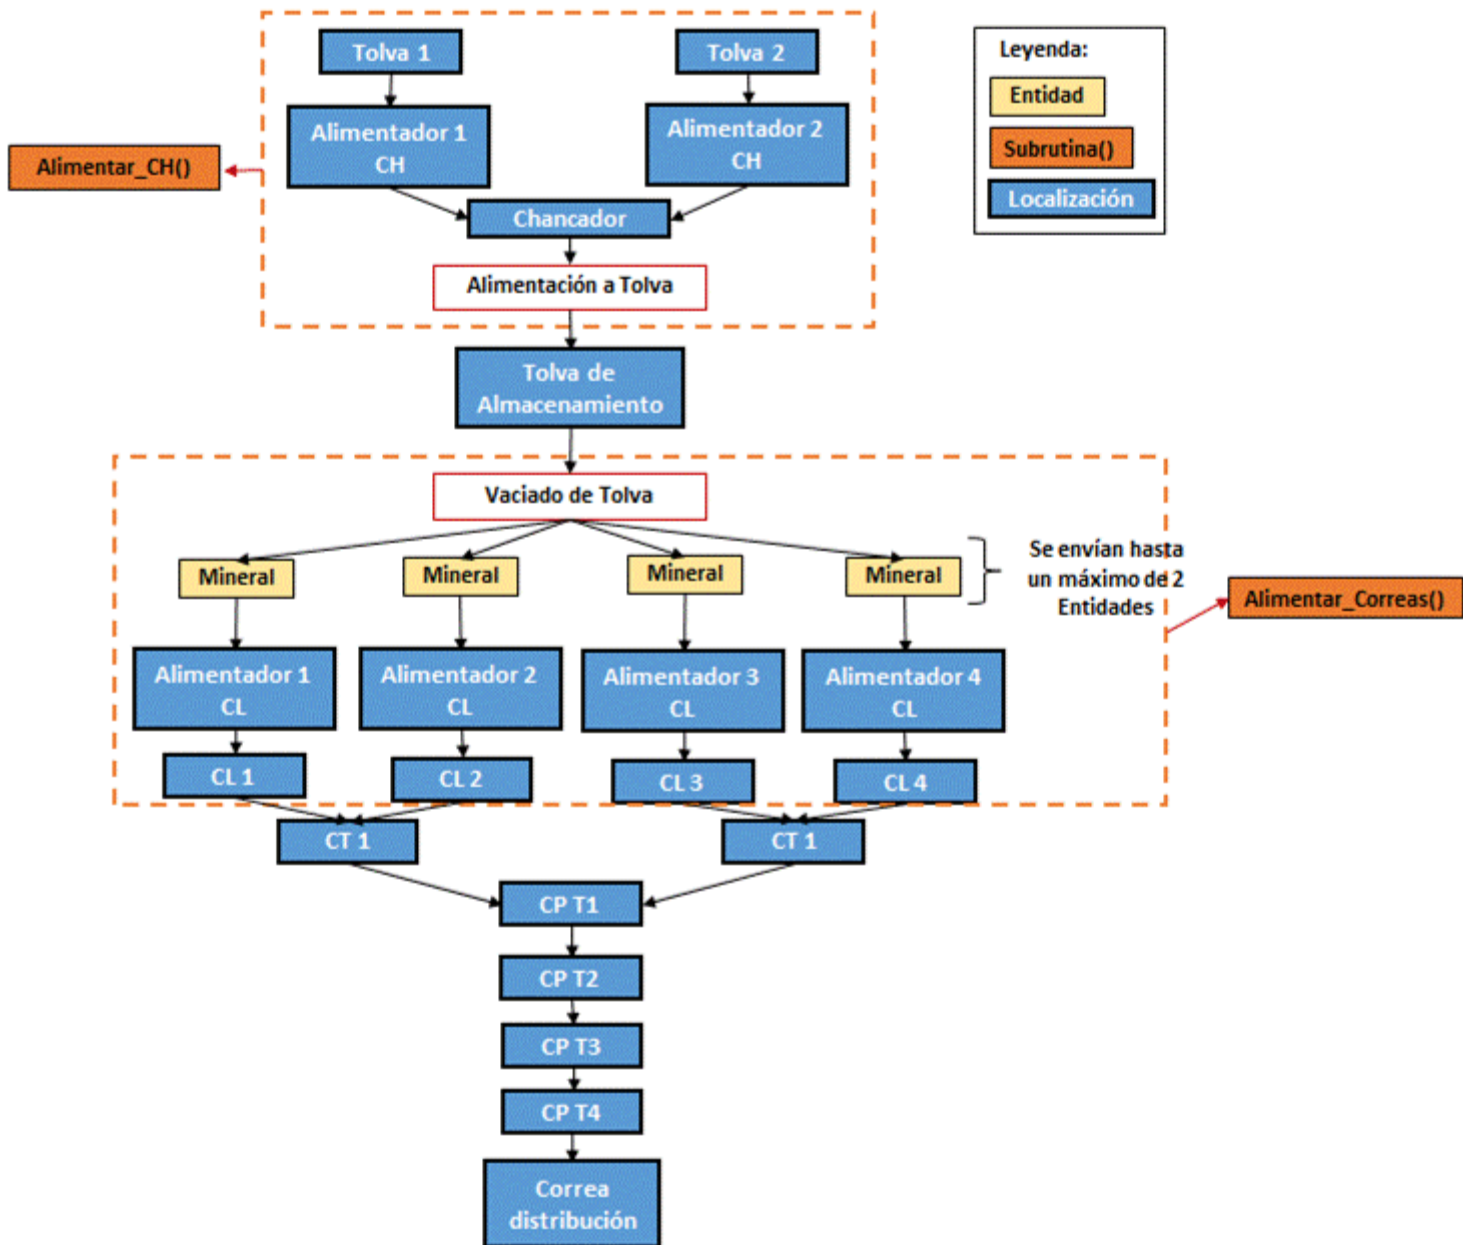 Tolva 1
Tolva 2
Leyenda:
Entidad
Subrutina()
Localización
Alimentador 1
CH
Alimentador 2
CH
Alimentar_CH()
Chancador
Alimentación a Tolva
Tolva de
Almacenamiento
Vaciado de Tolva
Mineral
Mineral
Mineral
Mineral
Se envían hasta
un máximo de 2
Entidades
Alimentar_Correas()
Alimentador 1
CL
Alimentador 2
CL
Alimentador 3
CL
Alimentador 4
CL
CL 1
CL 2
CL 3
CL 4
CT 1
CT 1
CP T1
CP T2
CP T3
CP T4
Correa
distribución